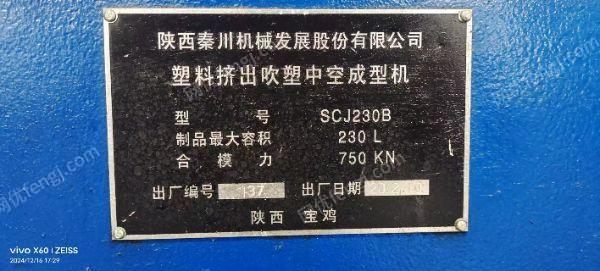 陕西秦川机械发展股份有限公司
塑料挤出吹塑中空成型机
型 号 SCJ230B
制品最大容积 230 L
合模力 750 KN
出厂编号 137 出厂日期
陕西 宝鸡
vivo X60 | ZEISS
2024/12/16 17:29